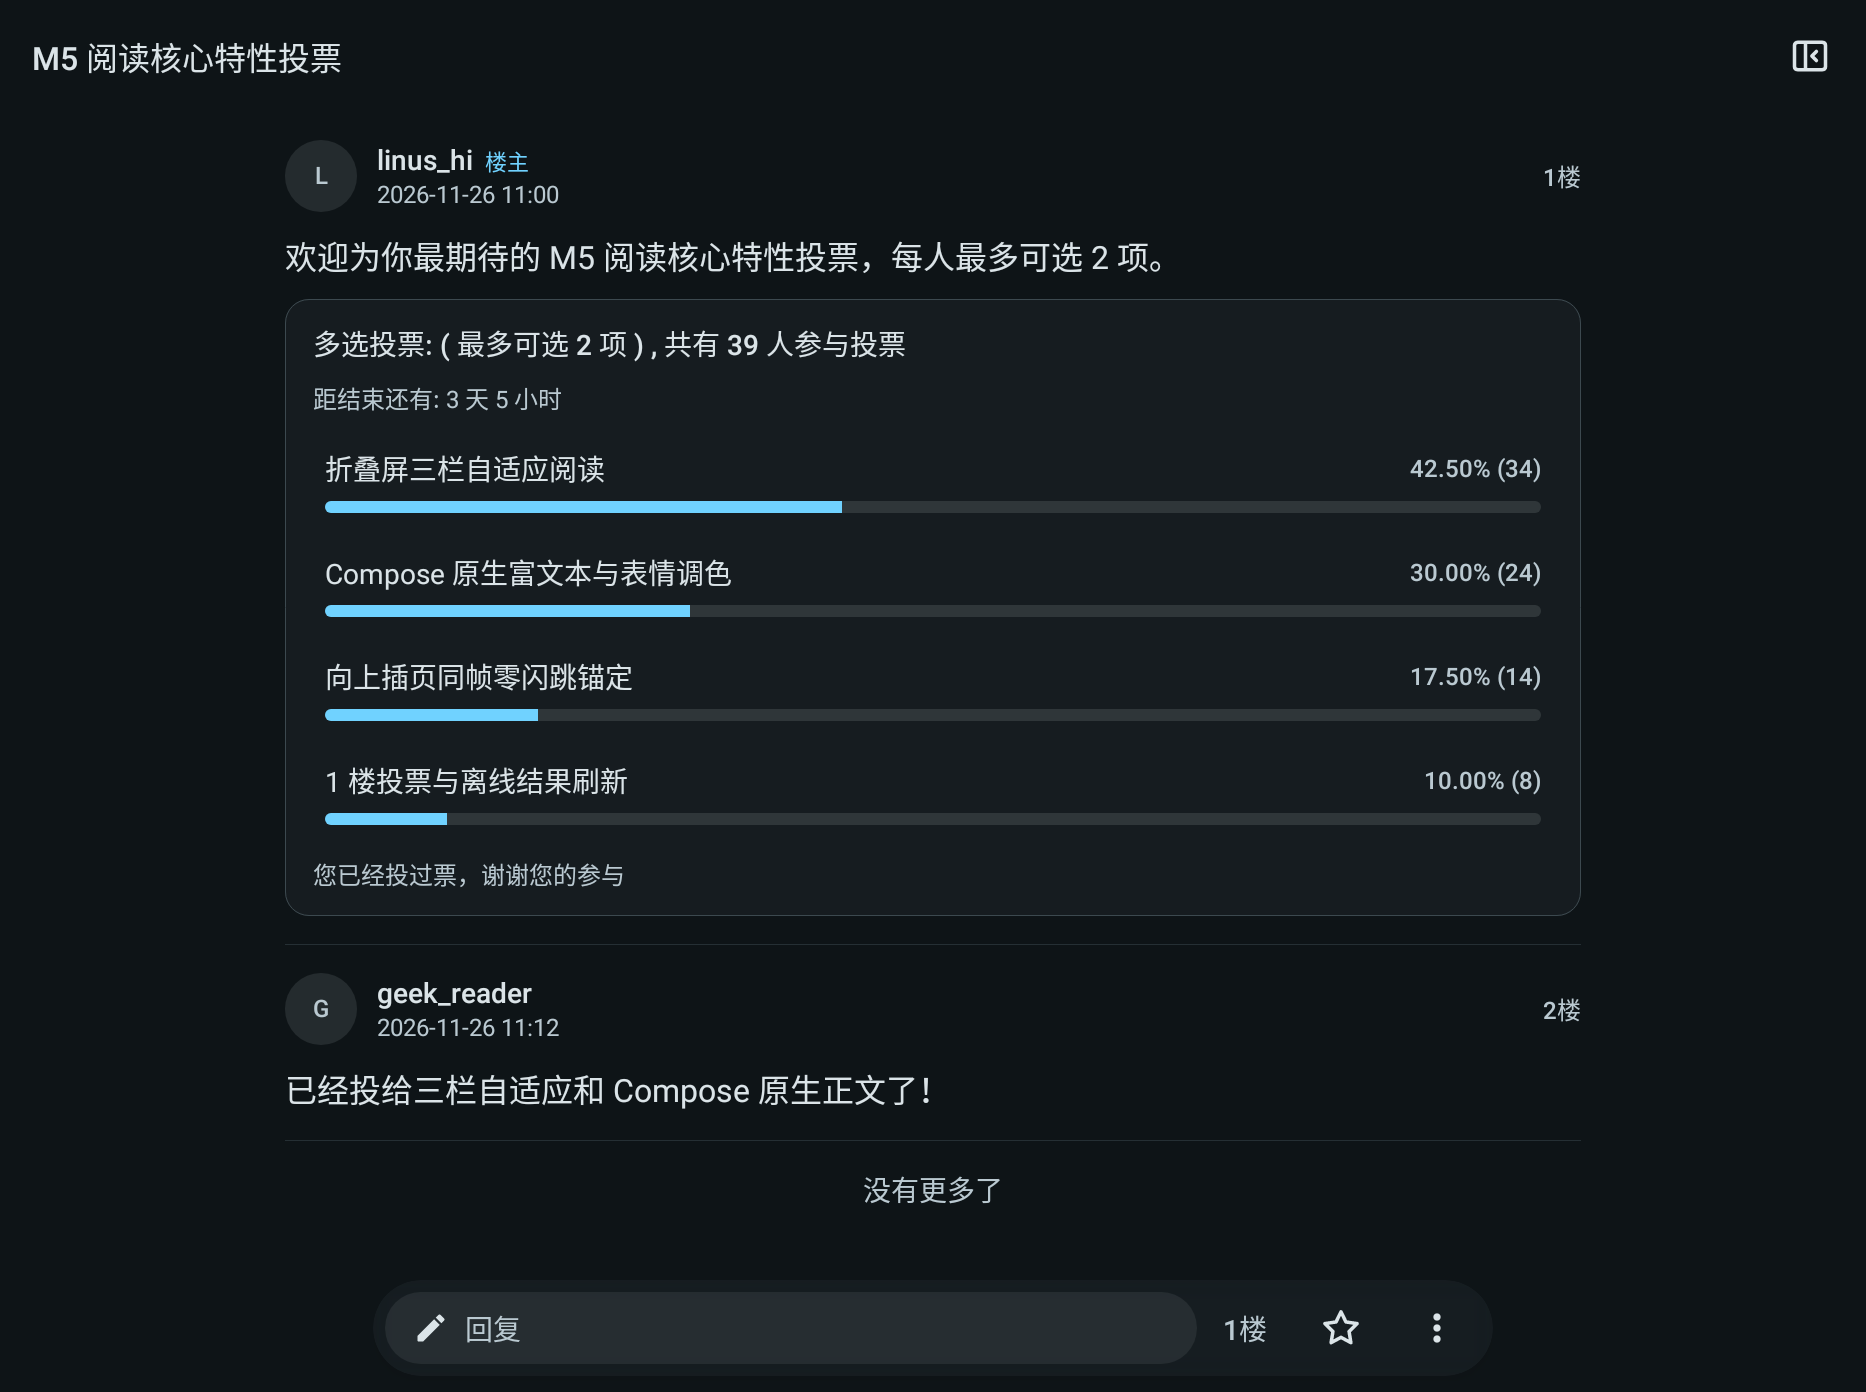 M5 阅读核心特性投票
L
linus_hi 楼主
2026-11-26 11:00
1楼
欢迎为你最期待的 M5 阅读核心特性投票，每人最多可选 2 项。
多选投票: ( 最多可选 2 项 ) , 共有 39 人参与投票
距结束还有: 3 天 5 小时
折叠屏三栏自适应阅读 42.50% (34)
Compose 原生富文本与表情调色 30.00% (24)
向上插页同帧零闪跳锚定 17.50% (14)
1 楼投票与离线结果刷新 10.00% (8)
您已经投过票，谢谢您的参与
G
geek_reader
2026-11-26 11:12
2楼
已经投给三栏自适应和 Compose 原生正文了！
没有更多了
回复 1楼